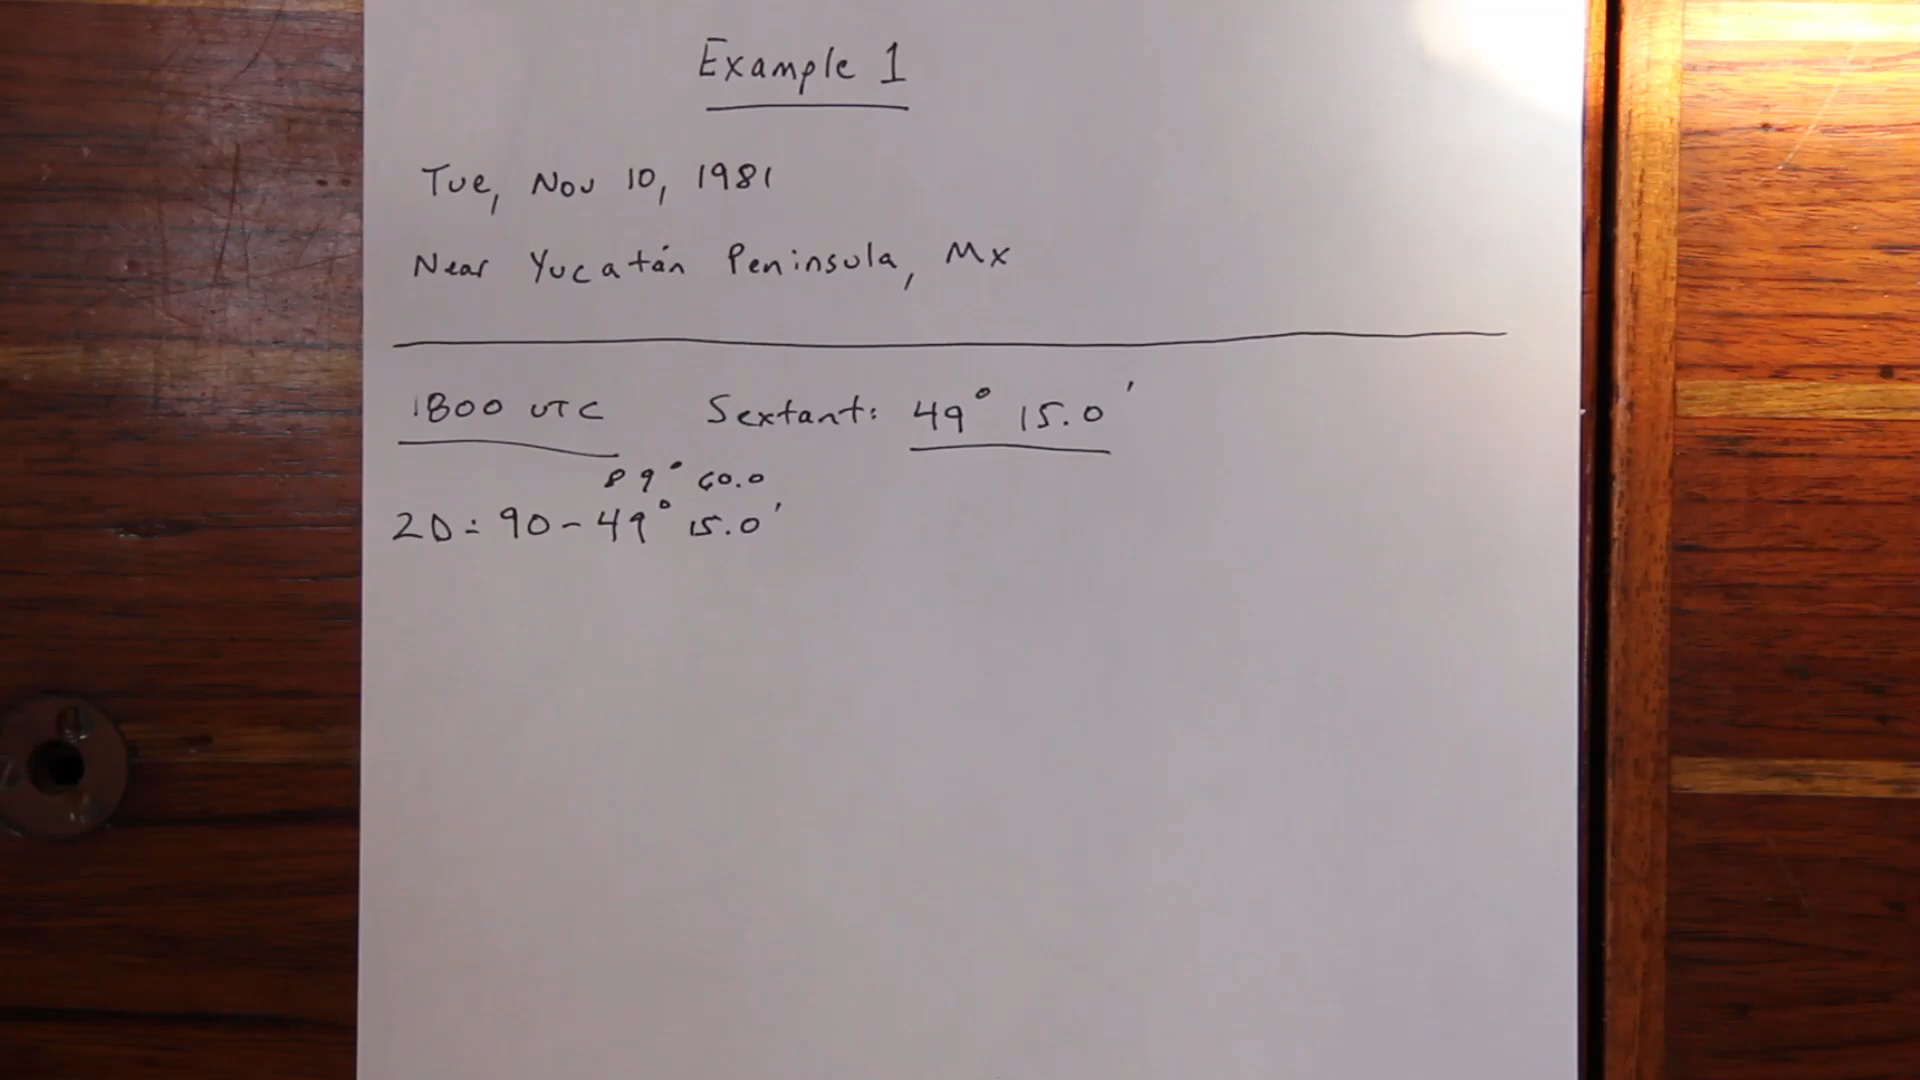 Example 1
Tue, Nov 10, 1981
Near Yucatán Peninsula, Mx
1800 UTC Sextant: 49° 15.0'
89° 60.0
ZD = 90 - 49° 15.0'